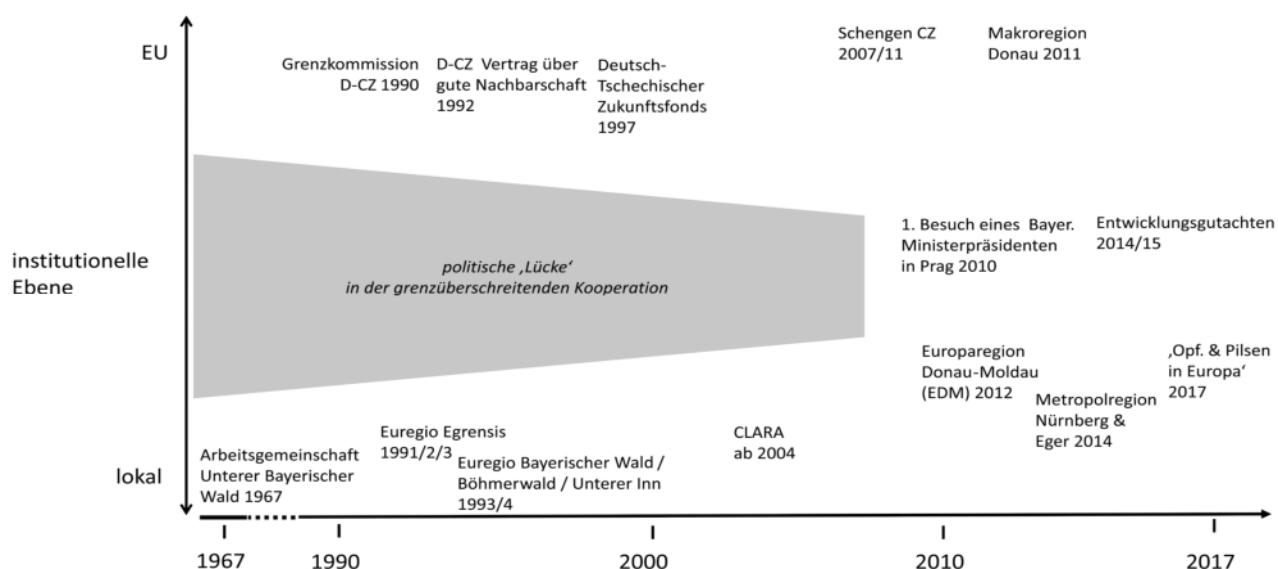 EU
Schengen CZ
2007/11
Makroregion
Donau 2011
Grenzkommission
D-CZ 1990
D-CZ Vertrag über
gute Nachbarschaft
1992
Deutsch-
Tschechischer
Zukunftsfonds
1997
institutionelle
Ebene
politische ‚Lücke‘
in der grenzüberschreitenden Kooperation
1. Besuch eines Bayer.
Ministerpräsidenten
in Prag 2010
Entwicklungsgutachten
2014/15
Europaregion
Donau-Moldau
(EDM) 2012
‚Opf. & Pilsen
in Europa‘
2017
Metropolregion
Nürnberg &
Eger 2014
lokal
Arbeitsgemeinschaft
Unterer Bayerischer
Wald 1967
Euregio Egrensis
1991/2/3
Euregio Bayerischer Wald /
Böhmerwald / Unterer Inn
1993/4
CLARA
ab 2004
1967
1990
2000
2010
2017